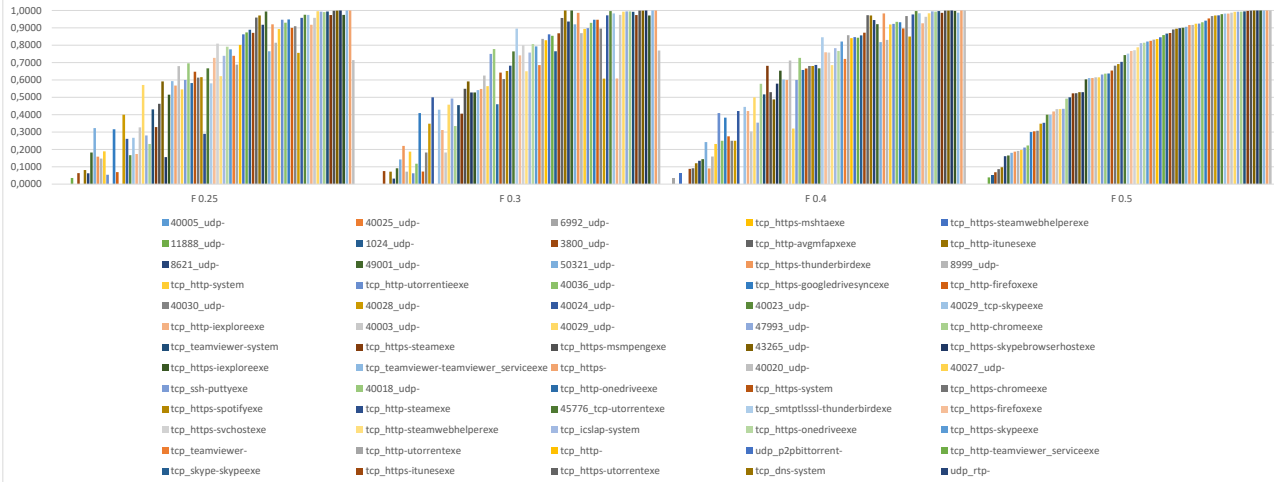 1,0000
0,9000
0,8000
0,7000
0,6000
0,5000
0,4000
0,3000
0,2000
0,1000
0,0000
F 0.25 F 0.3 F 0.4 F 0.5
40005_udp- 40025_udp- 6992_udp- tcp_https-mshtaexe tcp_https-steamwebhelperexe
11888_udp- 1024_udp- 3800_udp- tcp_http-avgmfapxexe tcp_http-itunesexe
8621_udp- 49001_udp- 50321_udp- tcp_https-thunderbirdexe 8999_udp-
tcp_http-system tcp_http-utorrentieexe 40036_udp- tcp_https-googledrivesyncexe tcp_http-firefoxexe
40030_udp- 40028_udp- 40024_udp- 40023_udp- 40029_tcp-skypeexe
tcp_http-iexploreexe 40003_udp- 40029_udp- 47993_udp- tcp_http-chromeexe
tcp_teamviewer-system tcp_https-steamexe tcp_https-msmpengexe 43265_udp- tcp_https-skypebrowserhostexe
tcp_https-iexploreexe tcp_teamviewer-teamviewer_serviceexe tcp_https- 40020_udp- 40027_udp-
tcp_ssh-puttyexe 40018_udp- tcp_http-onedriveexe tcp_https-system tcp_https-chromeexe
tcp_https-spotifyexe tcp_http-steamexe 45776_tcp-utorrentexe tcp_smtptlsssl-thunderbirdexe tcp_https-firefoxexe
tcp_https-svchostexe tcp_http-steamwebhelperexe tcp_icslap-system tcp_https-onedriveexe tcp_https-skypeexe
tcp_teamviewer- tcp_http-utorrentexe tcp_http- udp_p2pbittorrent- tcp_http-teamviewer_serviceexe
tcp_skype-skypeexe tcp_https-itunesexe tcp_https-utorrentexe tcp_dns-system udp_rtp-